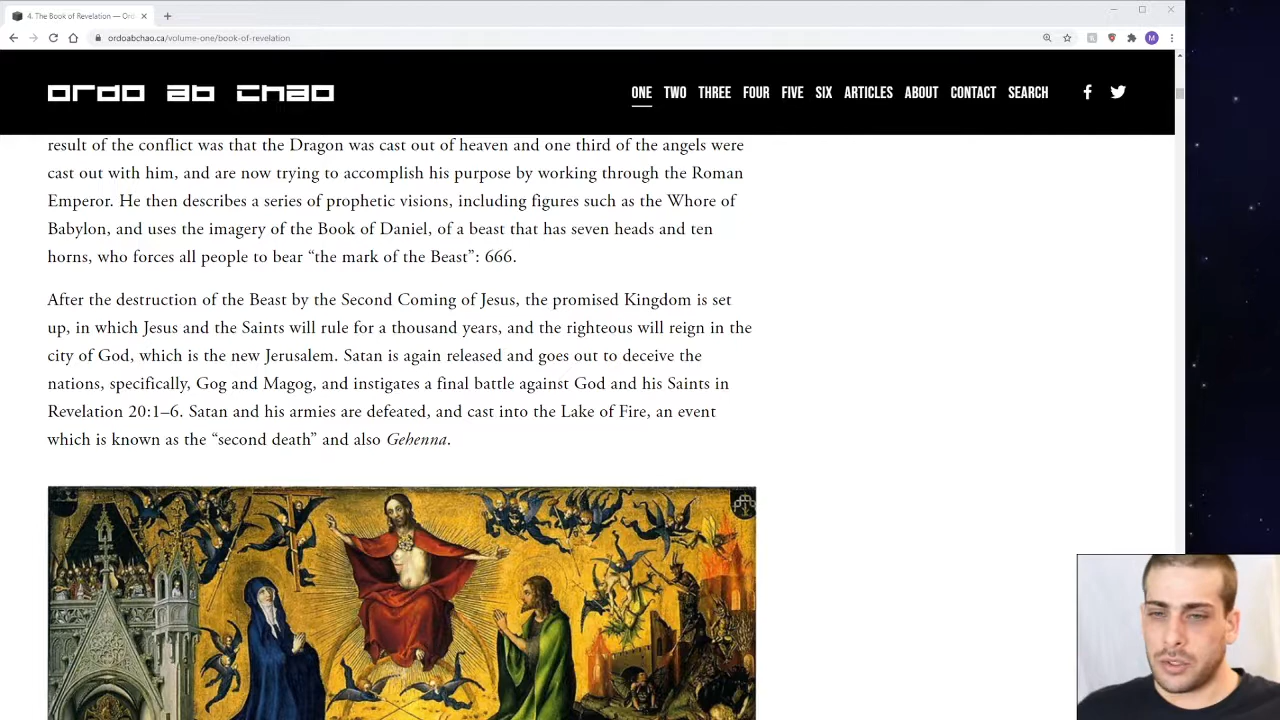 4. The Book of Revelation — Ord
ordoabchao.ca/volume-one/book-of-revelation
M
ordo ab chao
ONE TWO THREE FOUR FIVE SIX ARTICLES ABOUT CONTACT SEARCH
result of the conflict was that the Dragon was cast out of heaven and one third of the angels were
cast out with him, and are now trying to accomplish his purpose by working through the Roman
Emperor. He then describes a series of prophetic visions, including figures such as the Whore of
Babylon, and uses the imagery of the Book of Daniel, of a beast that has seven heads and ten
horns, who forces all people to bear “the mark of the Beast”: 666.
After the destruction of the Beast by the Second Coming of Jesus, the promised Kingdom is set
up, in which Jesus and the Saints will rule for a thousand years, and the righteous will reign in the
city of God, which is the new Jerusalem. Satan is again released and goes out to deceive the
nations, specifically, Gog and Magog, and instigates a final battle against God and his Saints in
Revelation 20:1–6. Satan and his armies are defeated, and cast into the Lake of Fire, an event
which is known as the “second death” and also Gehenna.